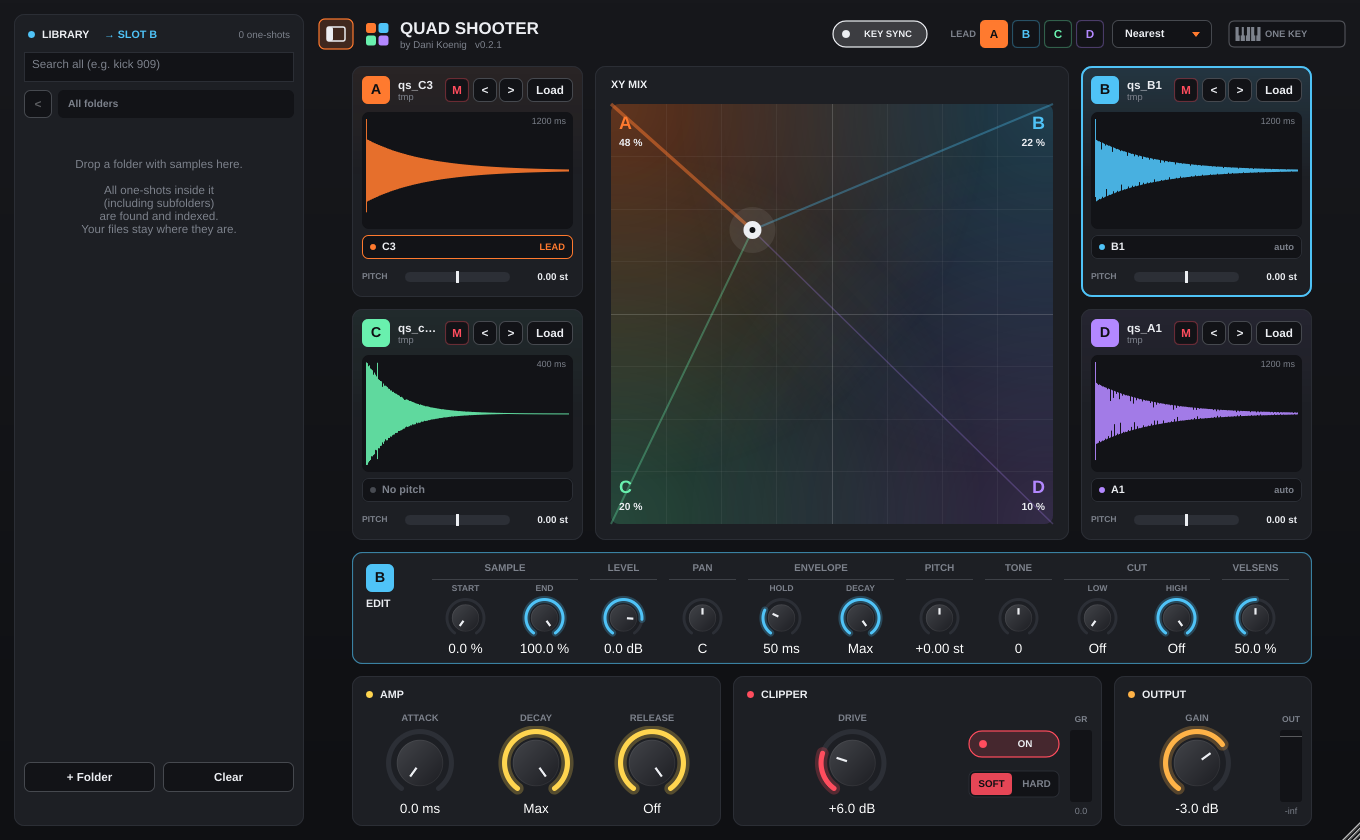 LIBRARY → SLOT B 0 one-shots
Search all (e.g. kick 909)
< All folders
Drop a folder with samples here.
All one-shots inside it
(including subfolders)
are found and indexed.
Your files stay where they are.
+ Folder Clear
QUAD SHOOTER
by Dani Koenig v0.2.1
KEY SYNC LEAD A B C D Nearest ONE KEY
A qs_C3 M < > Load
tmp
1200 ms
C3 LEAD
PITCH 0.00 st
C qs_c... M < > Load
tmp
400 ms
No pitch
PITCH 0.00 st
XY MIX
A B
48 % 22 %
C D
20 % 10 %
B qs_B1 M < > Load
tmp
1200 ms
B1 auto
PITCH 0.00 st
D qs_A1 M < > Load
tmp
1200 ms
A1 auto
PITCH 0.00 st
B SAMPLE LEVEL PAN ENVELOPE PITCH TONE CUT VELSENS
EDIT START END HOLD DECAY LOW HIGH
0.0 % 100.0 % 0.0 dB C 50 ms Max +0.00 st 0 Off Off 50.0 %
AMP
ATTACK DECAY RELEASE
0.0 ms Max Off
CLIPPER
DRIVE GR
ON
SOFT HARD
+6.0 dB 0.0
OUTPUT
GAIN OUT
-3.0 dB -inf